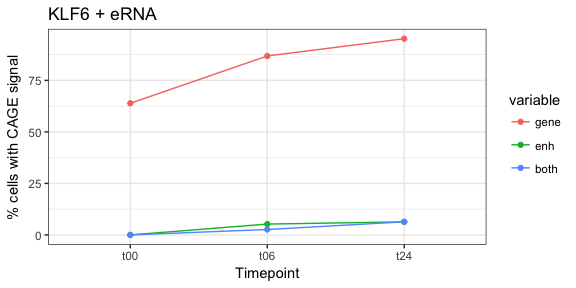 KLF6 + eRNA
% cells with CAGE signal
75
50
25
0
t00
t06
t24
Timepoint
variable
gene
enh
both